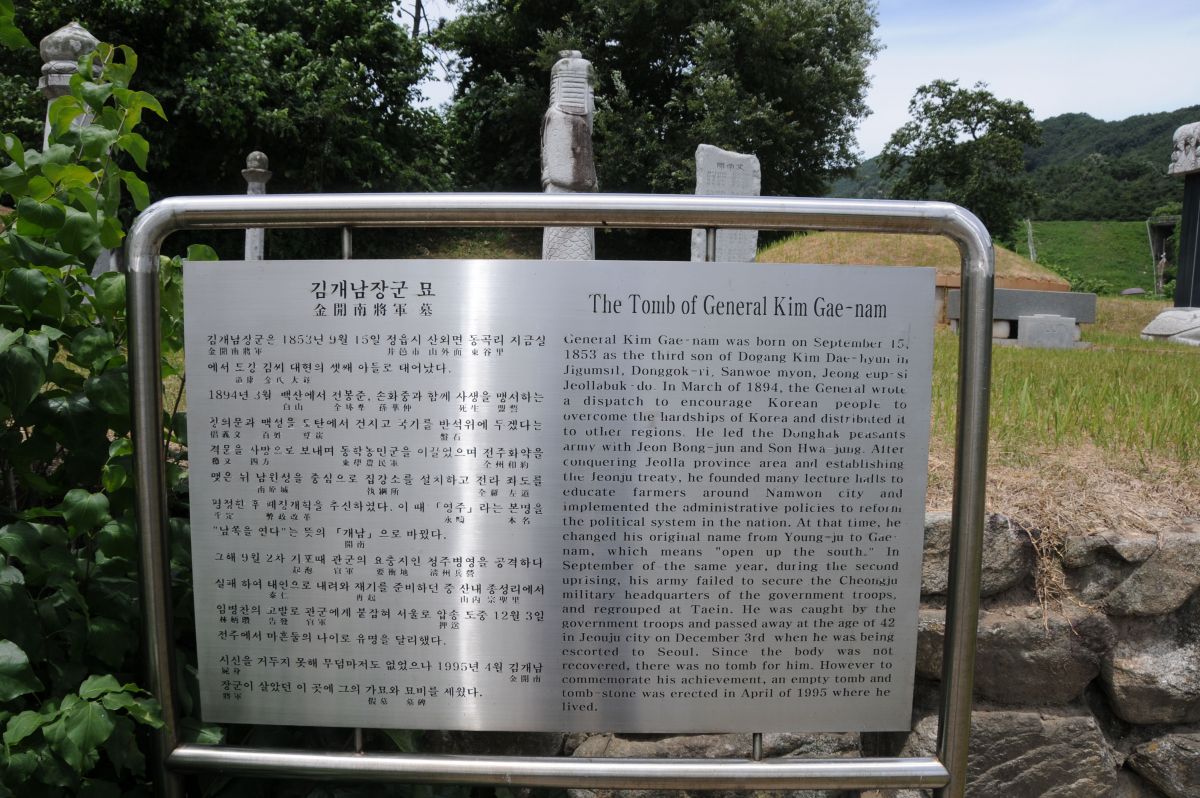 김개남장군 묘
金開南將軍 墓
김개남장군은 1853년 9월 15일 정읍시 산외면 동곡리 지금실
金開南將軍 井邑市 山外面 東谷里
에서 도강 김씨 대현의 셋째 아들로 태어났다.
道康 金氏 大鉉
1894년 3월 백산에서 전봉준, 손화중과 함께 사생을 맹서하는
白山 全琫準 孫華仲 死生 盟誓
창의문과 백성을 도탄에서 건지고 국기를 반석위에 두겠다는
倡義文 百姓 盤石
격문을 사방으로 보내며 동학농민군을 이끌었으며 전주화약을
檄文 四方 東學農民軍 全州和約
맺은 뒤 남원성을 중심으로 집강소를 설치하고 전라 좌도를
南原城 執綱所 全羅 左道
평정한 후 폐정개혁을 추진하였다. 이 때 「영주」라는 본명을
平定 弊政改革 永疇 本名
"남쪽을 연다"는 뜻의 「개남」으로 바꿨다.
開南
그해 9월 2차 기포때 관군의 요충지인 청주병영을 공격하다
起泡 官軍 要衝地 淸州兵營
실패 하여 태인으로 내려와 재기를 준비하던 중 산내 종성리에서
泰仁 再起 山內 宗聖里
임병찬의 고발로 관군에게 붙잡혀 서울로 압송 도중 12월 3일
林炳瓚 告發 官軍 押送
전주에서 마흔둘의 나이로 유명을 달리했다.
시신을 거두지 못해 무덤마저도 없었으나 1995년 4월 김개남
屍身 金開南
장군이 살았던 이 곳에 그의 가묘와 묘비를 세웠다.
將軍 假墓 墓碑
The Tomb of General Kim Gae-nam
General Kim Gae-nam was born on September 15,
1853 as the third son of Dogang Kim Dae-hyun in
Jigumsil, Donggok-ri, Sanwoe myon, Jeong eup-si
Jeollabuk-do. In March of 1894, the General wrote
a dispatch to encourage Korean people to
overcome the hardships of Korea and distributed it
to other regions. He led the Donghak peasants
army with Jeon Bong-jun and Son Hwa jung. After
conquering Jeolla province area and establishing
the Jeonju treaty, he founded many lecture halls to
educate farmers around Namwon city and
implemented the administrative policies to reform
the political system in the nation. At that time, he
changed his original name from Young-ju to Gae-
nam, which means "open up the south." In
September of the same year, during the second
uprising, his army failed to secure the Cheongju
military headquarters of the government troops,
and regrouped at Taein. He was caught by the
government troops and passed away at the age of 42
in Jeouju city on December 3rd when he was being
escorted to Seoul. Since the body was not
recovered, there was no tomb for him. However to
commemorate his achievement, an empty tomb and
tomb-stone was erected in April of 1995 where he
lived.